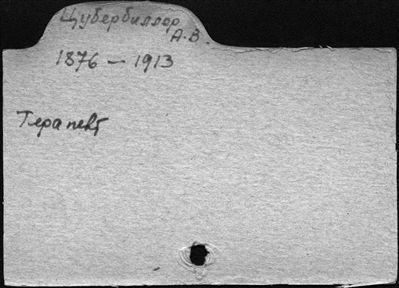 Цубербиллер
А.В.
1876 — 1913
Терапевт